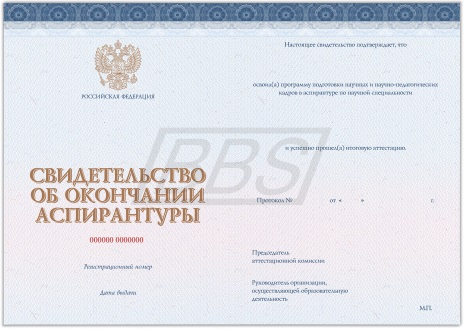 РОССИЙСКАЯ ФЕДЕРАЦИЯ
СВИДЕТЕЛЬСТВО
ОБ ОКОНЧАНИИ
АСПИРАНТУРЫ
000000 0000000
Регистрационный номер
Дата выдачи
BBS
Настоящее свидетельство подтверждает, что
освоил(а) программу подготовки научных и научно-педагогических
кадров в аспирантуре по научной специальности
и успешно прошел(а) итоговую аттестацию
Протокол № от « » г.
Председатель
аттестационной комиссии
Руководитель организации,
осуществляющей образовательную
деятельность
М.П.